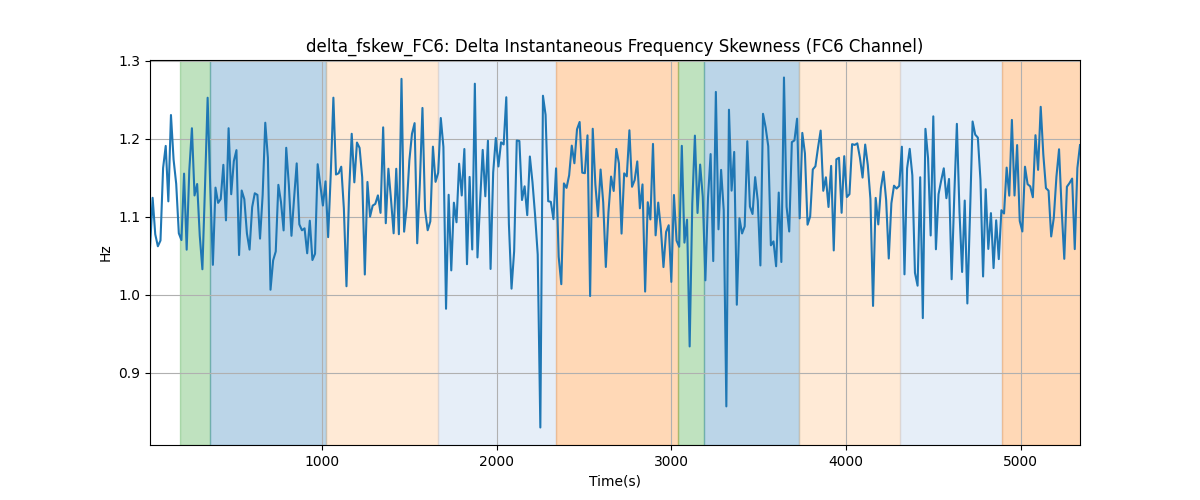 delta_fskew_FC6: Delta Instantaneous Frequency Skewness (FC6 Channel)
1.3
1.2
1.1
1.0
0.9
Hz
1000 2000 3000 4000 5000
Time(s)